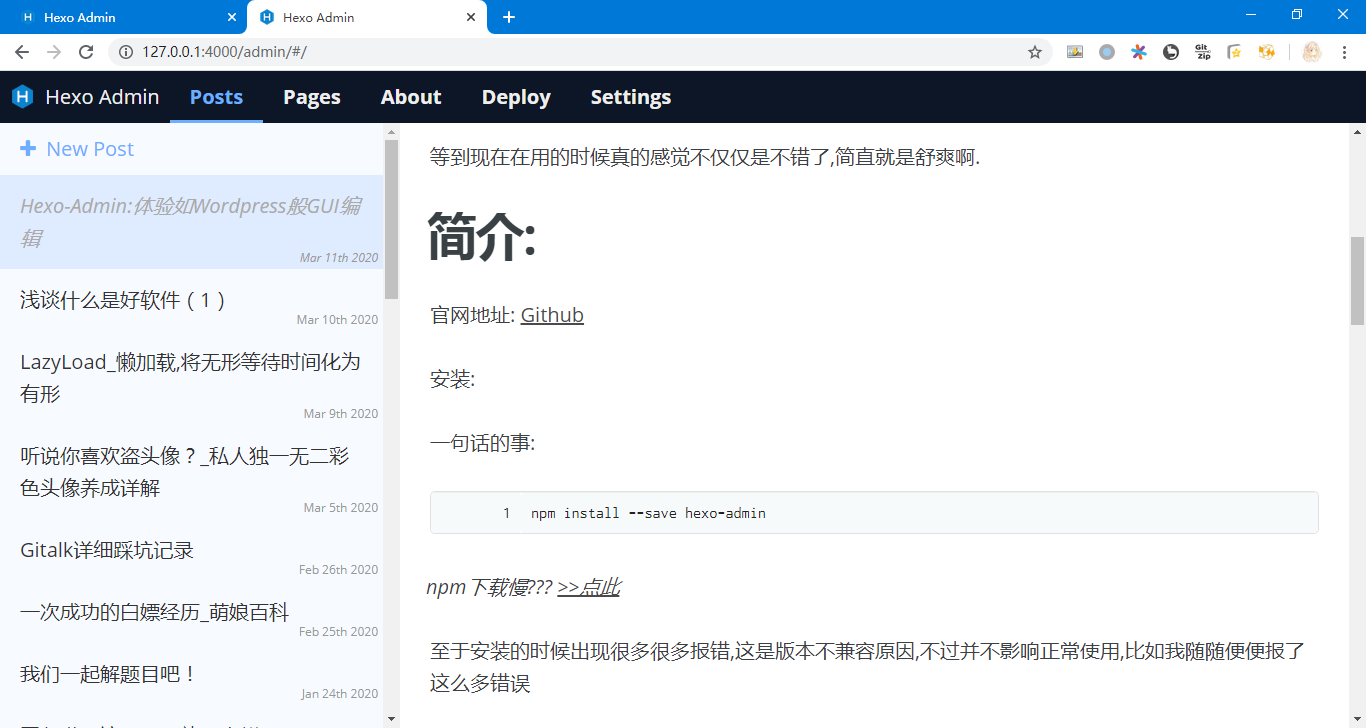 Hexo Admin
Hexo Admin
127.0.0.1:4000/admin/#/
Git
zip
Hexo Admin
Posts
Pages
About
Deploy
Settings
New Post
Hexo-Admin:体验如Wordpress般GUI编
辑
Mar 11th 2020
浅谈什么是好软件（1）
Mar 10th 2020
LazyLoad_懒加载,将无形等待时间化为
有形
Mar 9th 2020
听说你喜欢盗头像？_私人独一无二彩
色头像养成详解
Mar 5th 2020
Gitalk详细踩坑记录
Feb 26th 2020
一次成功的白嫖经历_萌娘百科
Feb 25th 2020
我们一起解题目吧！
Jan 24th 2020
等到现在在用的时候真的感觉不仅仅是不错了,简直就是舒爽啊.
简介:
官网地址: Github
安装:
一句话的事:
1 npm install --save hexo-admin
npm下载慢??? >>点此
至于安装的时候出现很多很多报错,这是版本不兼容原因,不过并不影响正常使用,比如我随随便便报了
这么多错误